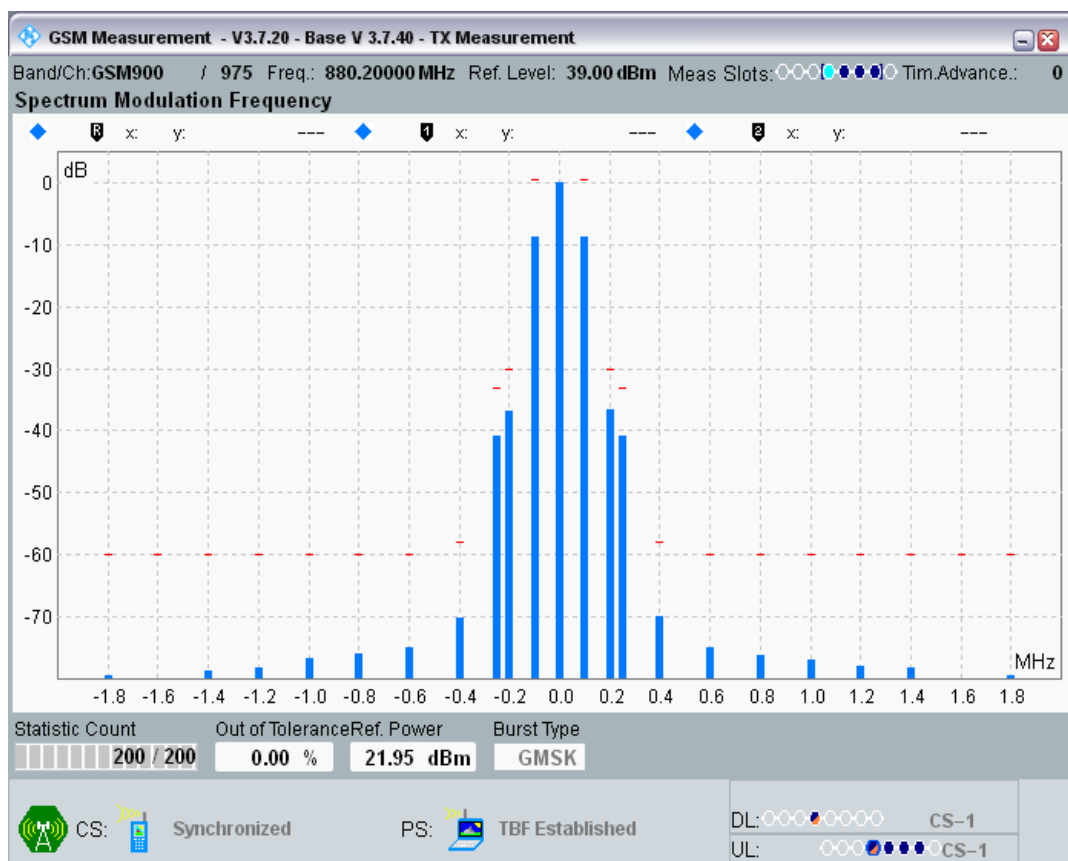 GSM Measurement - V3.7.20 - Base V 3.7.40 - TX Measurement
Band/Ch:GSM900 / 975 Freq.: 880.20000 MHz Ref. Level: 39.00 dBm Meas Slots: Tim.Advance.: 0
Spectrum Modulation Frequency
R x: y: --- 1 x: y: --- 2 x: y: ---
dB
0
-10
-20
-30
-40
-50
-60
-70
MHz
-1.8 -1.6 -1.4 -1.2 -1.0 -0.8 -0.6 -0.4 -0.2 0.0 0.2 0.4 0.6 0.8 1.0 1.2 1.4 1.6 1.8
Statistic Count Out of Tolerance Ref. Power Burst Type
200 / 200 0.00 % 21.95 dBm GMSK
CS: Synchronized PS: TBF Established
DL: CS-1
UL: CS-1